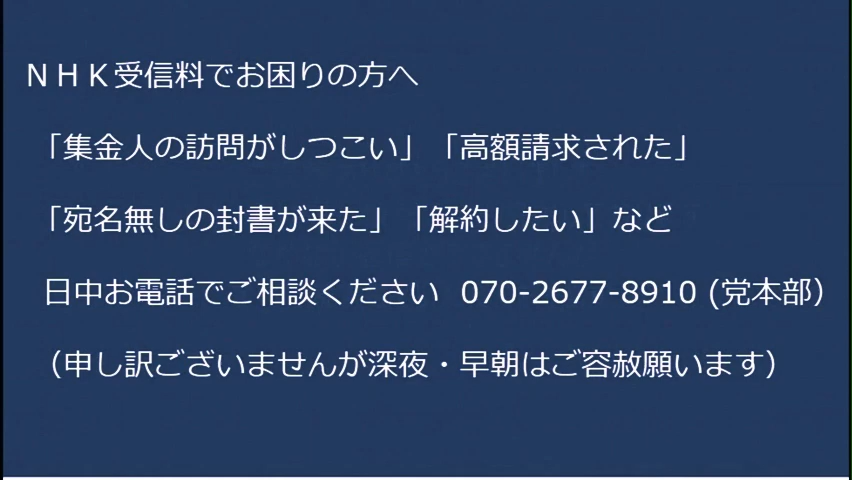 ＮＨＫ受信料でお困りの方へ
「集金人の訪問がしつこい」「高額請求された」
「宛名無しの封書が来た」「解約したい」など
日中お電話でご相談ください 070-2677-8910 (党本部）
（申し訳ございませんが深夜・早朝はご容赦願います）